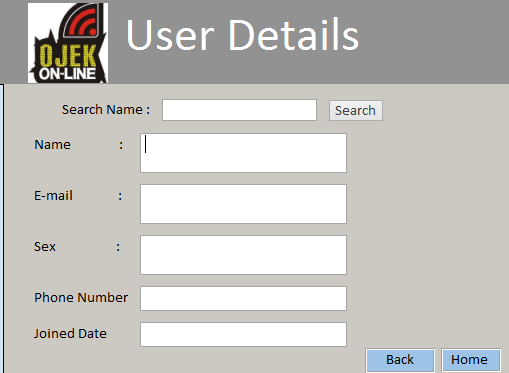 OJEK
ON-LINE
User Details
Search Name :
Search
Name :
E-mail :
Sex :
Phone Number
Joined Date
Back
Home